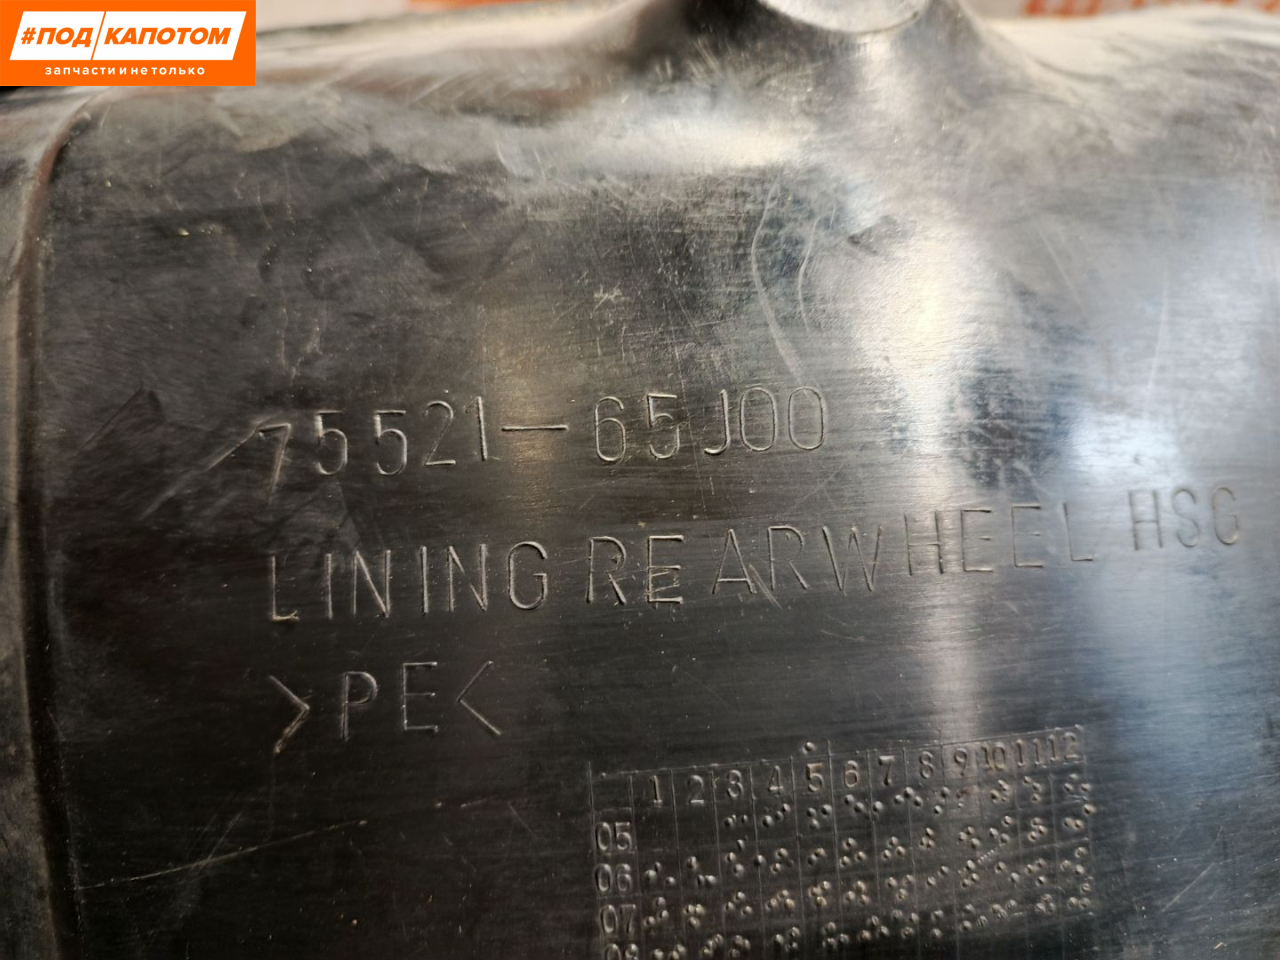 #ПОД КАПОТОМ
запчасти и не только
75521-65J00
LINING REAR WHEEL HSG
>PE<
1 2 3 4 5 6 7 8 9 10 11 12
05
06
07
08